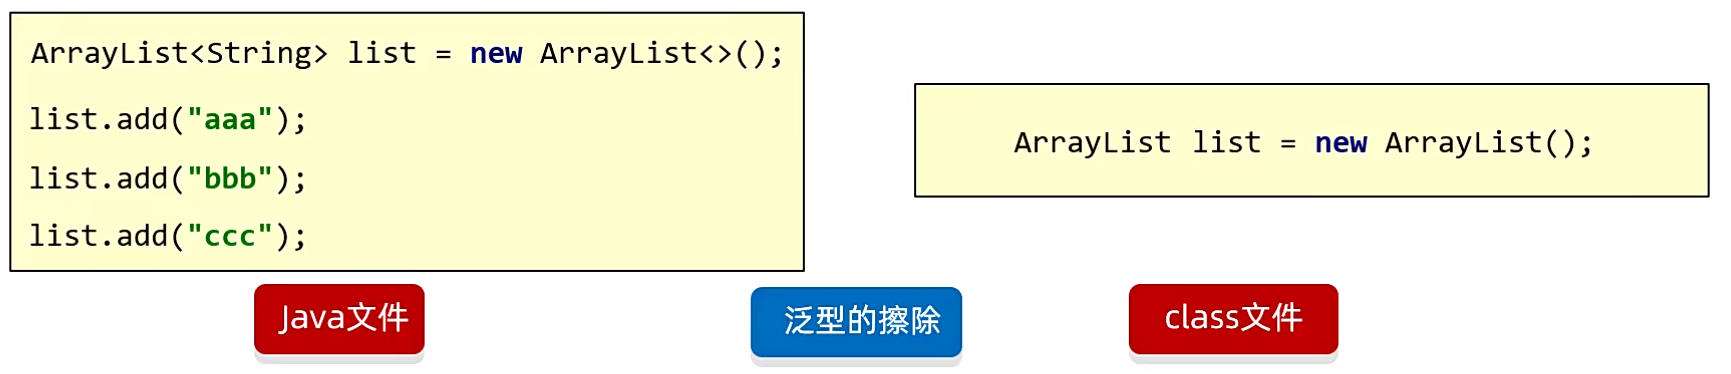 ArrayList<String> list = new ArrayList<>();
list.add("aaa");
list.add("bbb");
list.add("ccc");
ArrayList list = new ArrayList();
Java文件
泛型的擦除
class文件